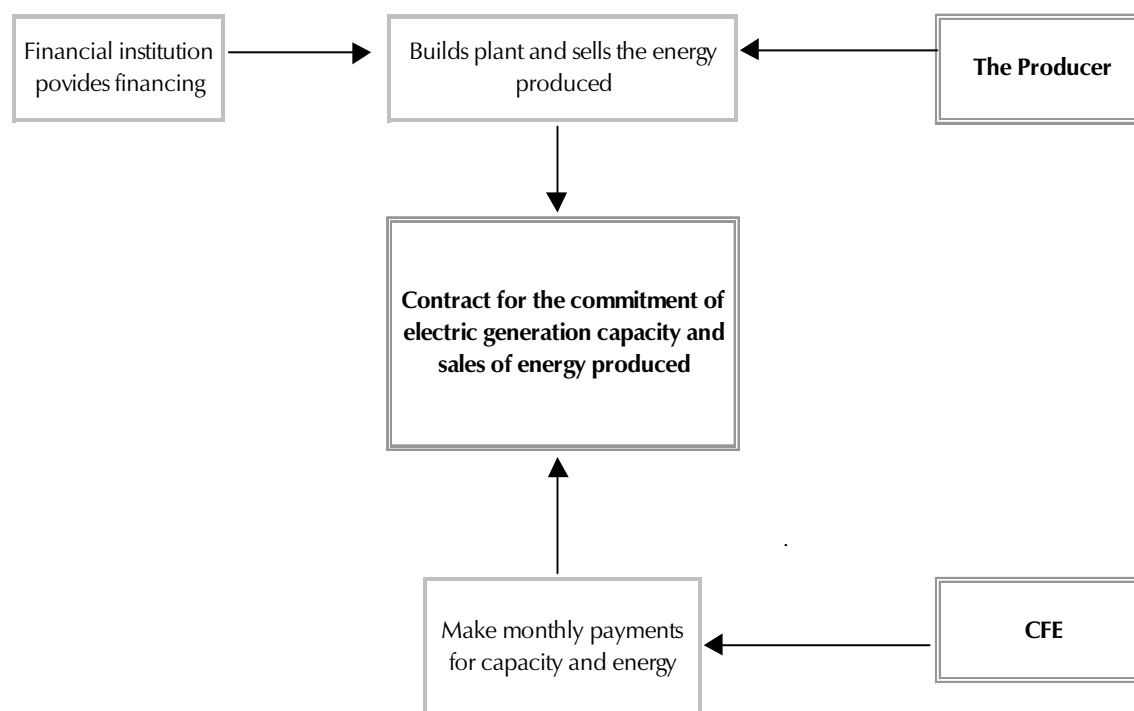 Financial institution
povides financing
Builds plant and sells the energy
produced
The Producer
Contract for the commitment of
electric generation capacity and
sales of energy produced
Make monthly payments
for capacity and energy
CFE